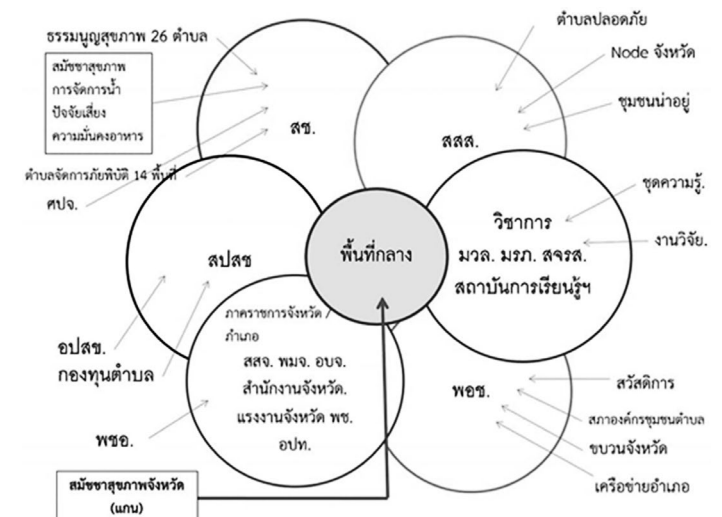 ธรรมนูญสุขภาพ 26 ตำบล
สมัชชาสุขภาพ
การจัดการน้ำ
ปัจจัยเสี่ยง
ความมั่นคงอาหาร
ตำบลจัดการภัยพิบัติ 14 พื้นที่
ศปจ.
สช.
สสส.
ตำบลปลอดภัย
Node จังหวัด
ชุมชนน่าอยู่
ชุดความรู้.
งานวิจัย.
วิชาการ
มวล. มรภ. สจรส.
สถาบันการเรียนรู้ฯ
พื้นที่กลาง
สปสช
อปสข.
กองทุนตำบล
พชอ.
ภาคราชการจังหวัด /
ภำเภอ
สสจ. พมจ. อบจ.
สำนักงานจังหวัด.
แรงงานจังหวัด พช.
อปท.
พอช.
สวัสดิการ
สภาองค์กรชุมชนตำบล
ขบวนจังหวัด
เครือข่ายอำเภอ
สมัชชาสุขภาพจังหวัด
(แกน)